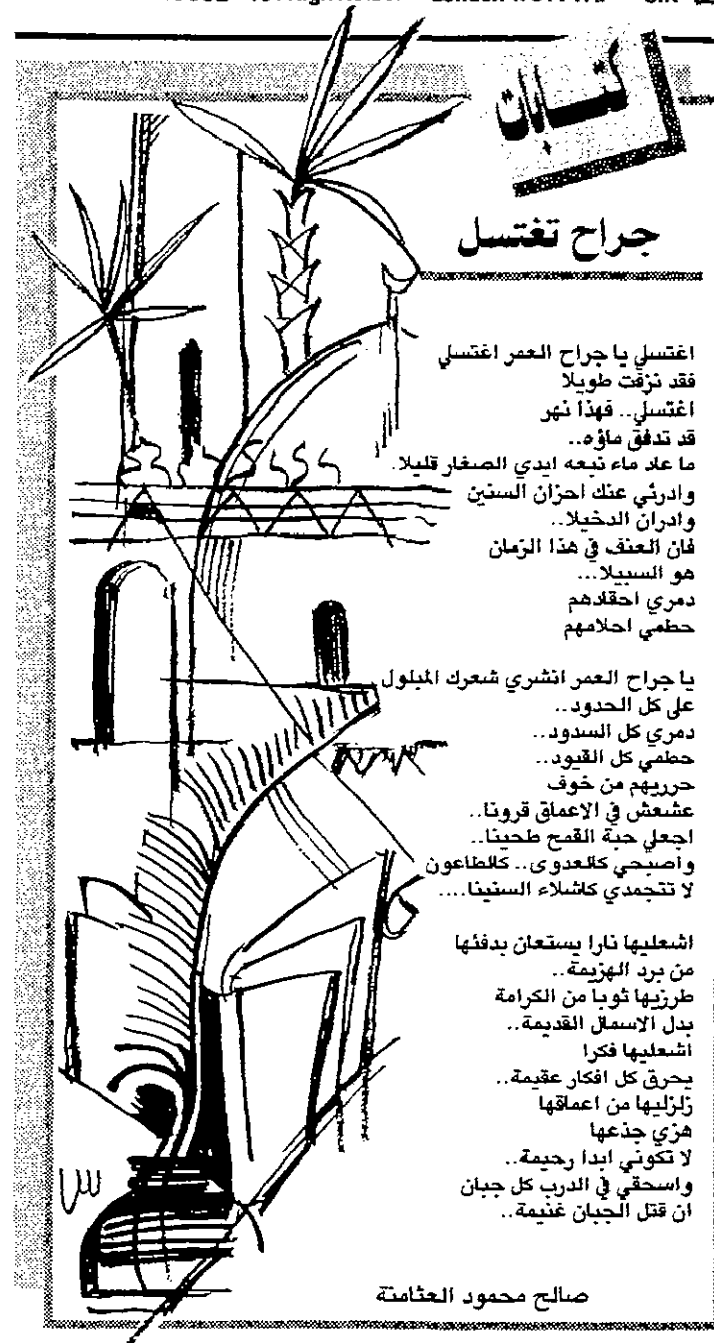 London
كتابات
جراح تغتسل
اغتسلي يا جراح العمر اغتسلي
فقد نزفت طويلا
اغتسلي.. فهذا نهر
قد تدفق ماؤه..
ما عاد ماء تبعه ايدي الصغار قليلا.
وادرئي عنك احزان السنين
وادران الدخيلا..
فان العنف في هذا الزمان
هو السبيلا...
دمري احقادهم
حطمي احلامهم
يا جراح العمر انشري شعرك المبلول
على كل الحدود..
دمري كل السدود..
حطمي كل القيود..
حرريهم من خوف
عشعش في الاعماق قرونا..
اجعلي حبة القمح طحينا..
واصبحي كالعدوى.. كالطاعون
لا تتجمدي كاشلاء السنينا....
اشعليها نارا يستعان بدفئها
من برد الهزيمة..
طرزيها ثوبا من الكرامة
بدل الاسمال القديمة..
اشعليها فكرا
يحرق كل افكار عقيمة..
زلزليها من اعماقها
هزي جذعها
لا تكوني ابدا رحيمة..
واسحقي في الدرب كل جبان
ان قتل الجبان غنيمة..
صالح محمود العثامنة